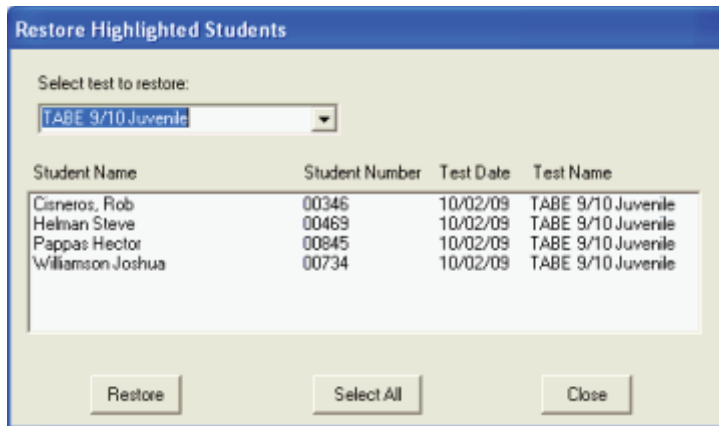 Restore Highlighted Students
Select test to restore:
TABE 9/10 Juvenile
Student Name Student Number Test Date Test Name
Cisneros, Rob 00346 10/02/09 TABE 9/10 Juvenile
Helman Steve 00469 10/02/09 TABE 9/10 Juvenile
Pappas Hector 00845 10/02/09 TABE 9/10 Juvenile
Williamson Joshua 00734 10/02/09 TABE 9/10 Juvenile
Restore Select All Close